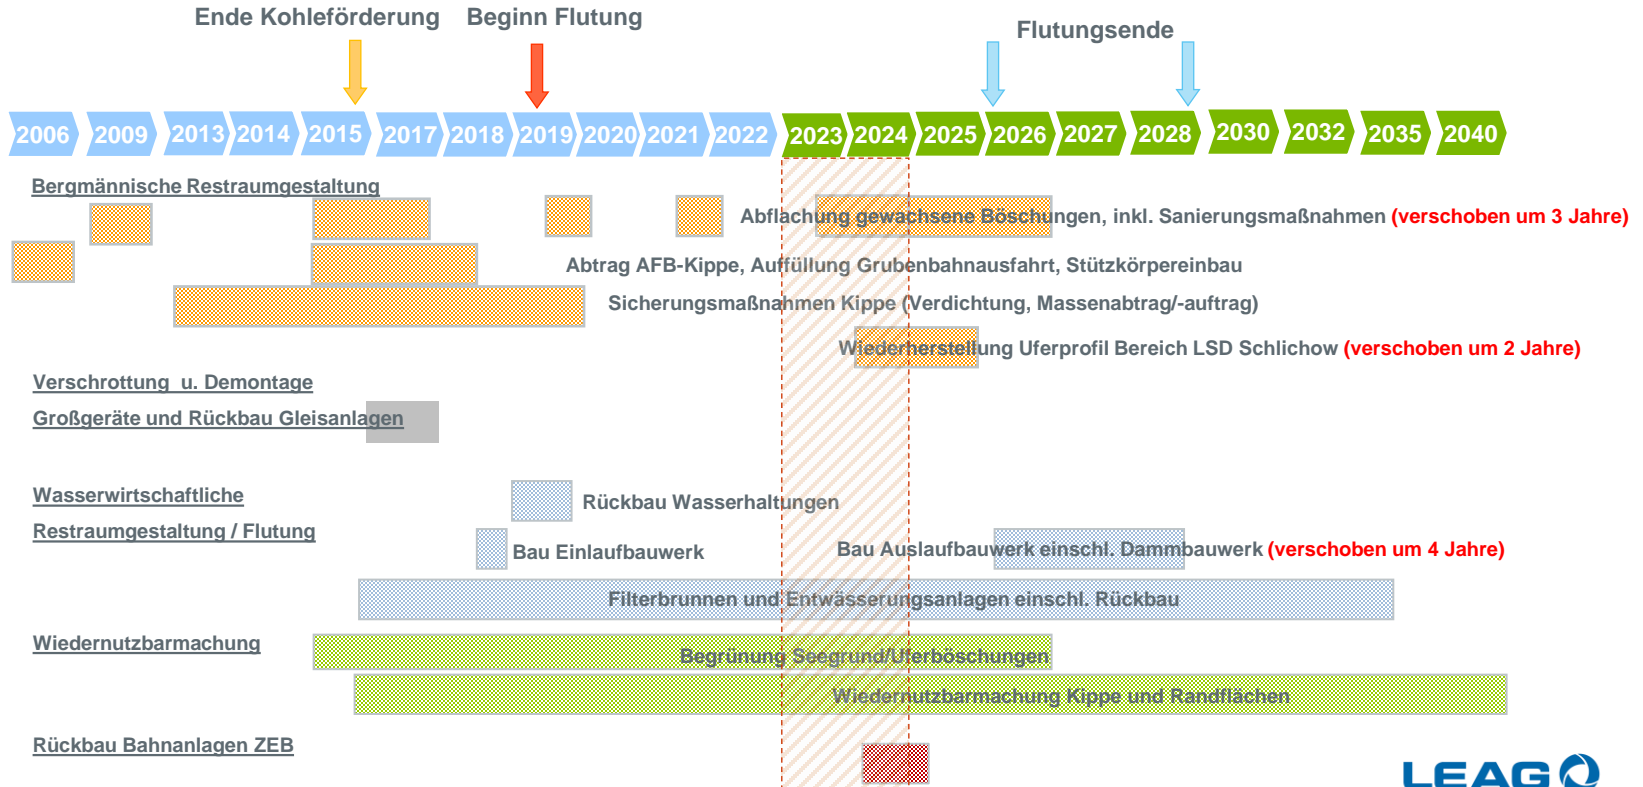 Ende Kohleförderung
Beginn Flutung
Flutungsende
2006 2009 2013 2014 2015 2017 2018 2019 2020 2021 2022 2023 2024 2025 2026 2027 2028 2030 2032 2035 2040
Bergmännische Restraumgestaltung
Abflachung gewachsene Böschungen, inkl. Sanierungsmaßnahmen (verschoben um 3 Jahre)
Abtrag AFB-Kippe, Auffüllung Grubenbahnausfahrt, Stützkörpereinbau
Sicherungsmaßnahmen Kippe (Verdichtung, Massenabtrag/-auftrag)
Wiederherstellung Uferprofil Bereich LSD Schlichow (verschoben um 2 Jahre)
Verschrottung u. Demontage
Großgeräte und Rückbau Gleisanlagen
Wasserwirtschaftliche
Rückbau Wasserhaltungen
Restraumgestaltung / Flutung
Bau Einlaufbauwerk
Bau Auslaufbauwerk einschl. Dammbauwerk (verschoben um 4 Jahre)
Filterbrunnen und Entwässerungsanlagen einschl. Rückbau
Wiedernutzbarmachung
Begrünung Seegrund/Uferböschungen
Wiedernutzbarmachung Kippe und Randflächen
Rückbau Bahnanlagen ZEB
LEAG